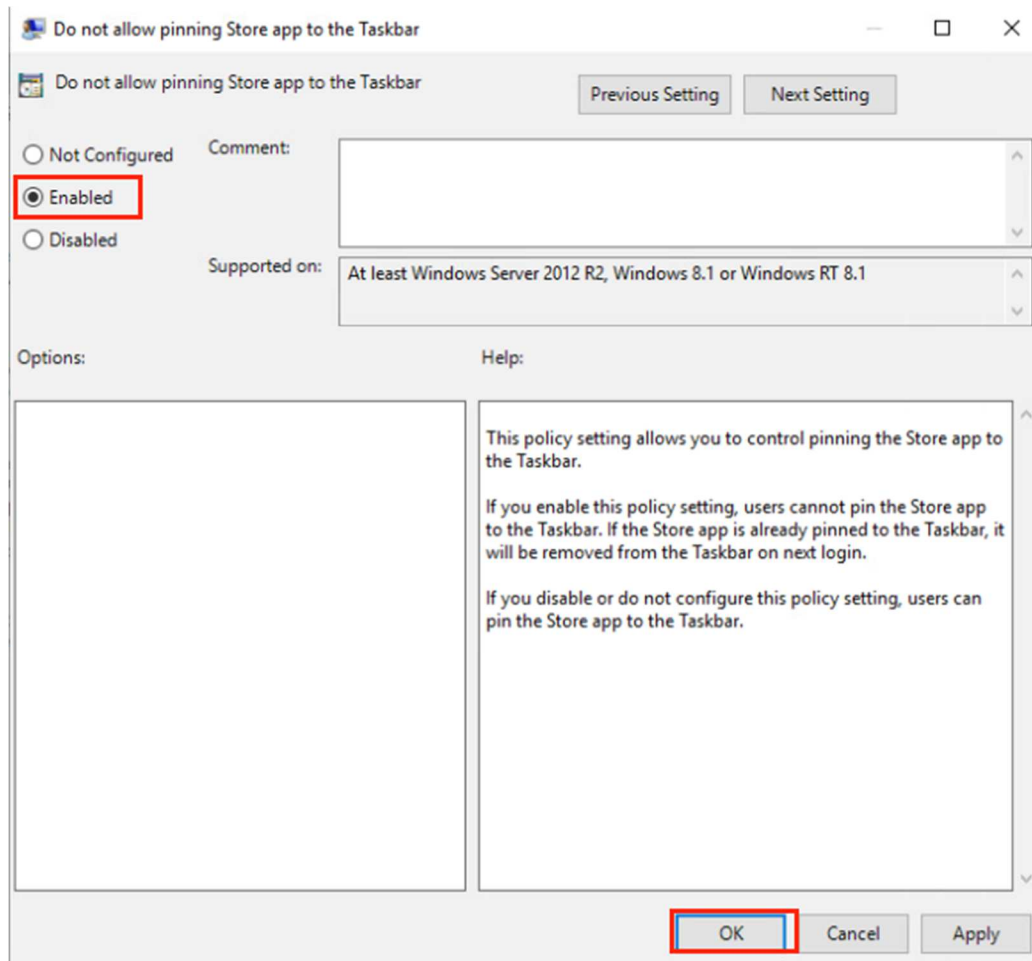 Do not allow pinning Store app to the Taskbar
Do not allow pinning Store app to the Taskbar
Previous Setting
Next Setting
Not Configured
Comment:
Enabled
Disabled
Supported on:
At least Windows Server 2012 R2, Windows 8.1 or Windows RT 8.1
Options:
Help:
This policy setting allows you to control pinning the Store app to
the Taskbar.
If you enable this policy setting, users cannot pin the Store app
to the Taskbar. If the Store app is already pinned to the Taskbar, it
will be removed from the Taskbar on next login.
If you disable or do not configure this policy setting, users can
pin the Store app to the Taskbar.
OK
Cancel
Apply